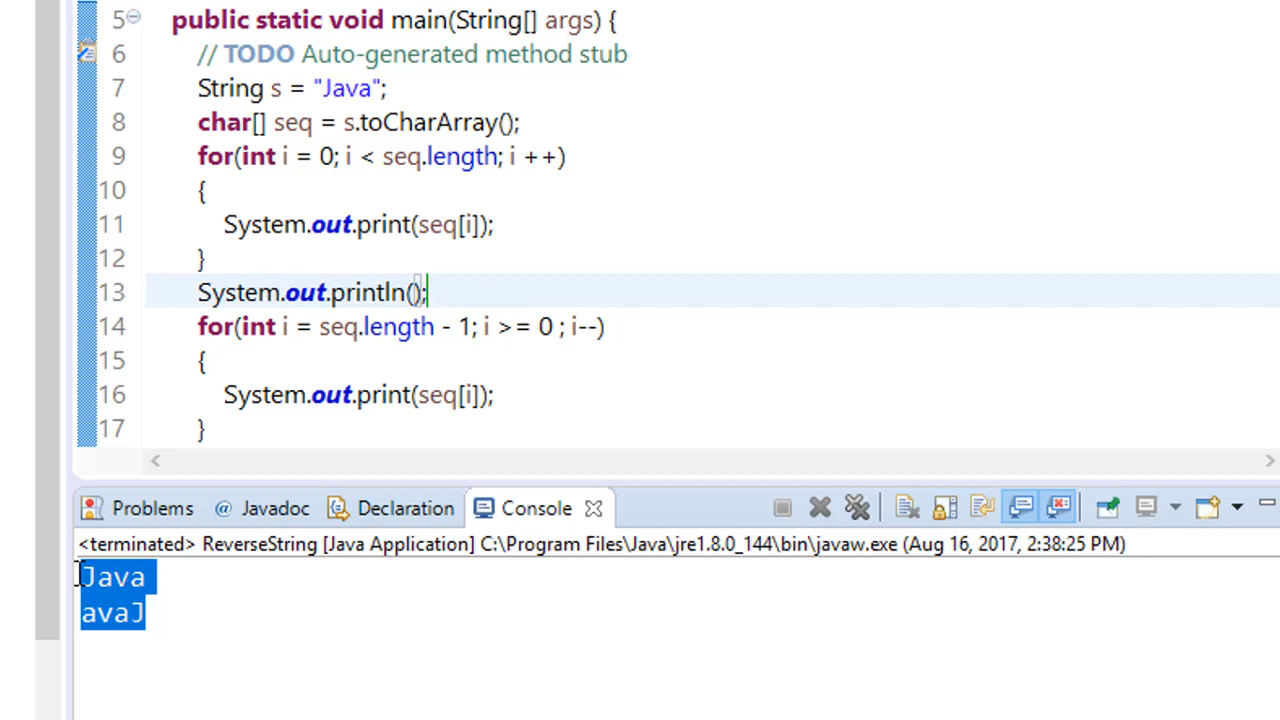 5 public static void main(String[] args) {
6 // TODO Auto-generated method stub
7 String s = "Java";
8 char[] seq = s.toCharArray();
9 for(int i = 0; i < seq.length; i ++)
10 {
11 System.out.print(seq[i]);
12 }
13 System.out.println();
14 for(int i = seq.length - 1; i >= 0 ; i--)
15 {
16 System.out.print(seq[i]);
17 }
Problems @ Javadoc Declaration Console
<terminated> ReverseString [Java Application] C:\Program Files\Java\jre1.8.0_144\bin\javaw.exe (Aug 16, 2017, 2:38:25 PM)
Java
avaJ